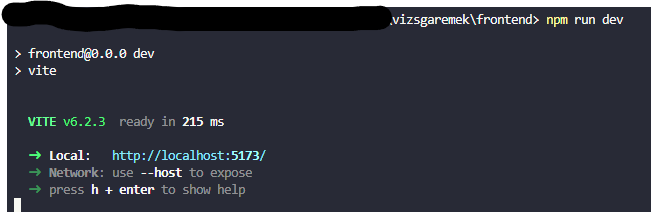 \vizsgaremek\frontend> npm run dev
> frontend@0.0.0 dev
> vite
VITE v6.2.3 ready in 215 ms
➜ Local: http://localhost:5173/
➜ Network: use --host to expose
➜ press h + enter to show help